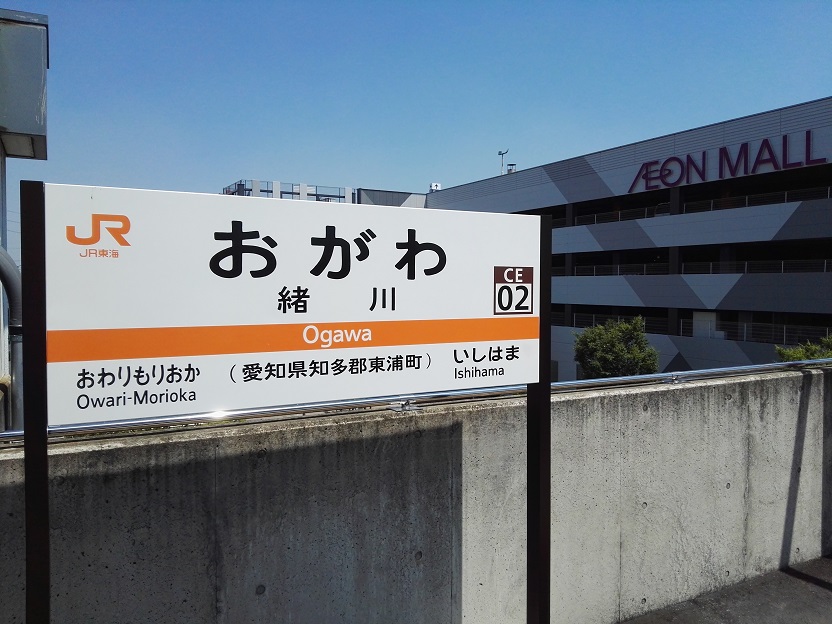 JR
JR東海
おがわ
緒川
CE
02
Ogawa
おわりもりおか
Owari-Morioka
（愛知県知多郡東浦町）
いしはま
Ishihama
ÆON MALL